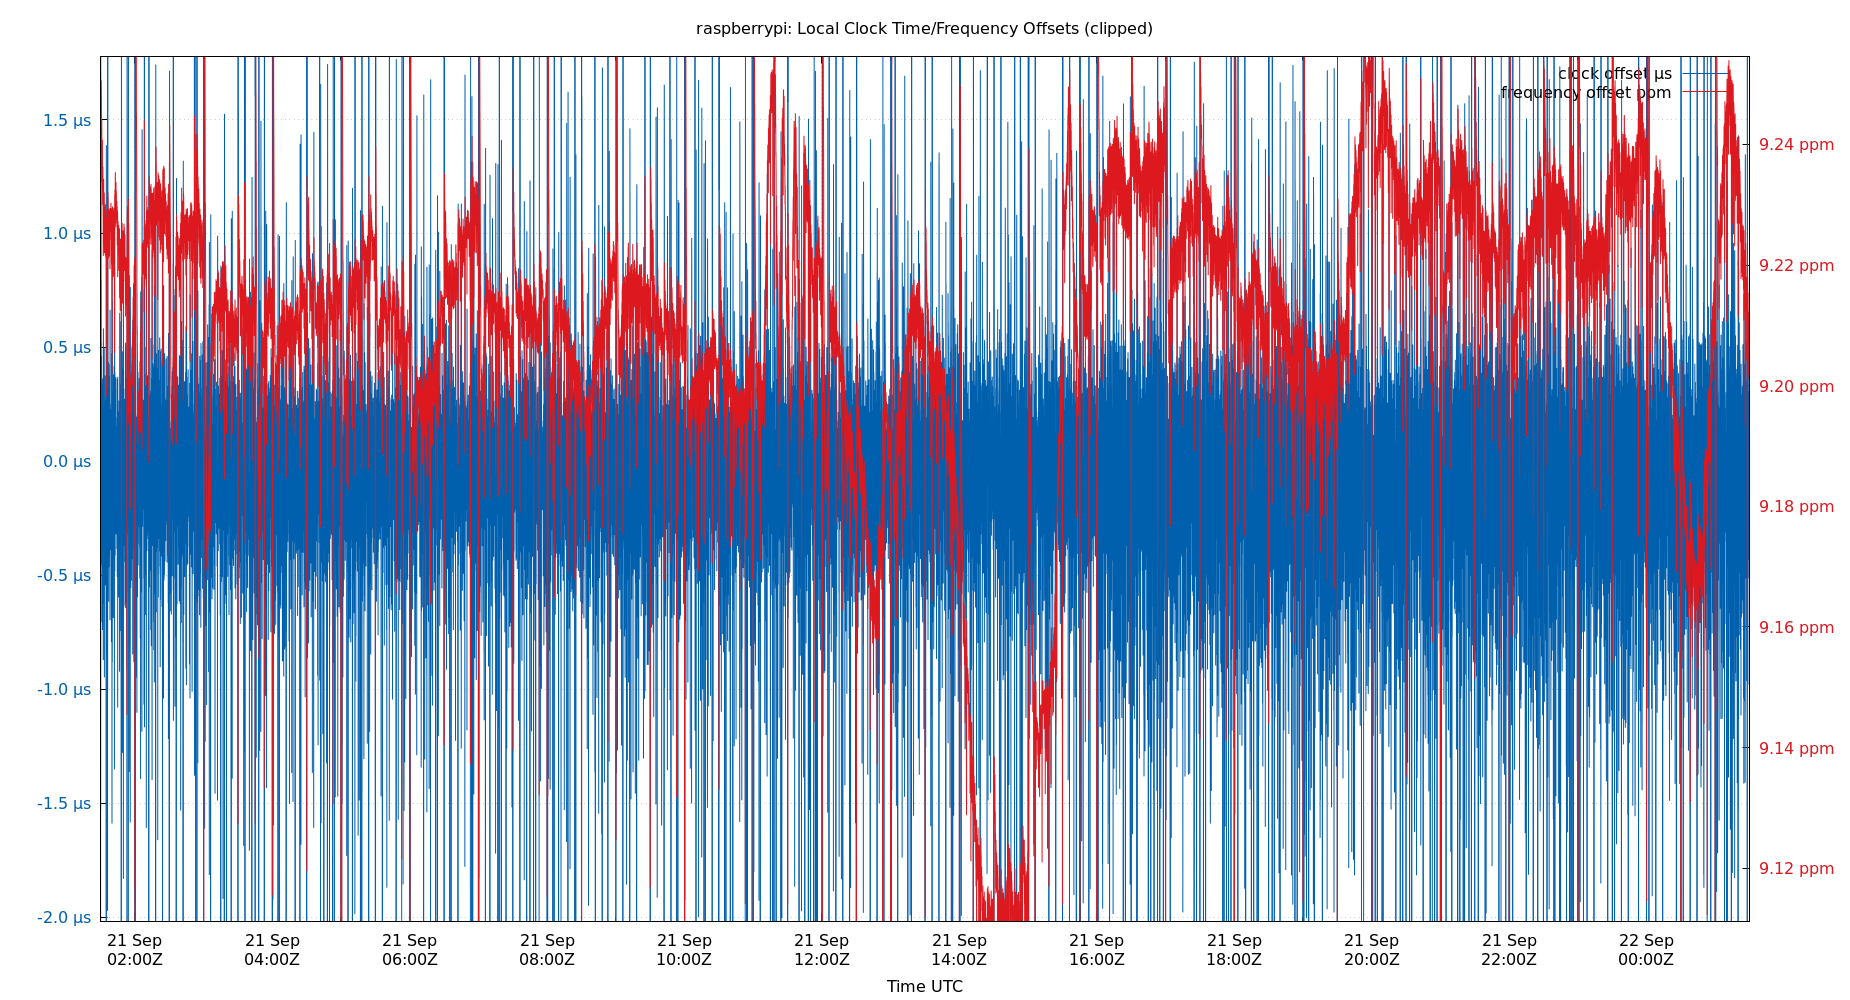 raspberrypi: Local Clock Time/Frequency Offsets (clipped)
clock offset µs
frequency offset ppm
1.5 µs
1.0 µs
0.5 µs
0.0 µs
-0.5 µs
-1.0 µs
-1.5 µs
-2.0 µs
9.24 ppm
9.22 ppm
9.20 ppm
9.18 ppm
9.16 ppm
9.14 ppm
9.12 ppm
21 Sep 21 Sep 21 Sep 21 Sep 21 Sep 21 Sep 21 Sep 21 Sep 21 Sep 21 Sep 21 Sep 22 Sep
02:00Z 04:00Z 06:00Z 08:00Z 10:00Z 12:00Z 14:00Z 16:00Z 18:00Z 20:00Z 22:00Z 00:00Z
Time UTC